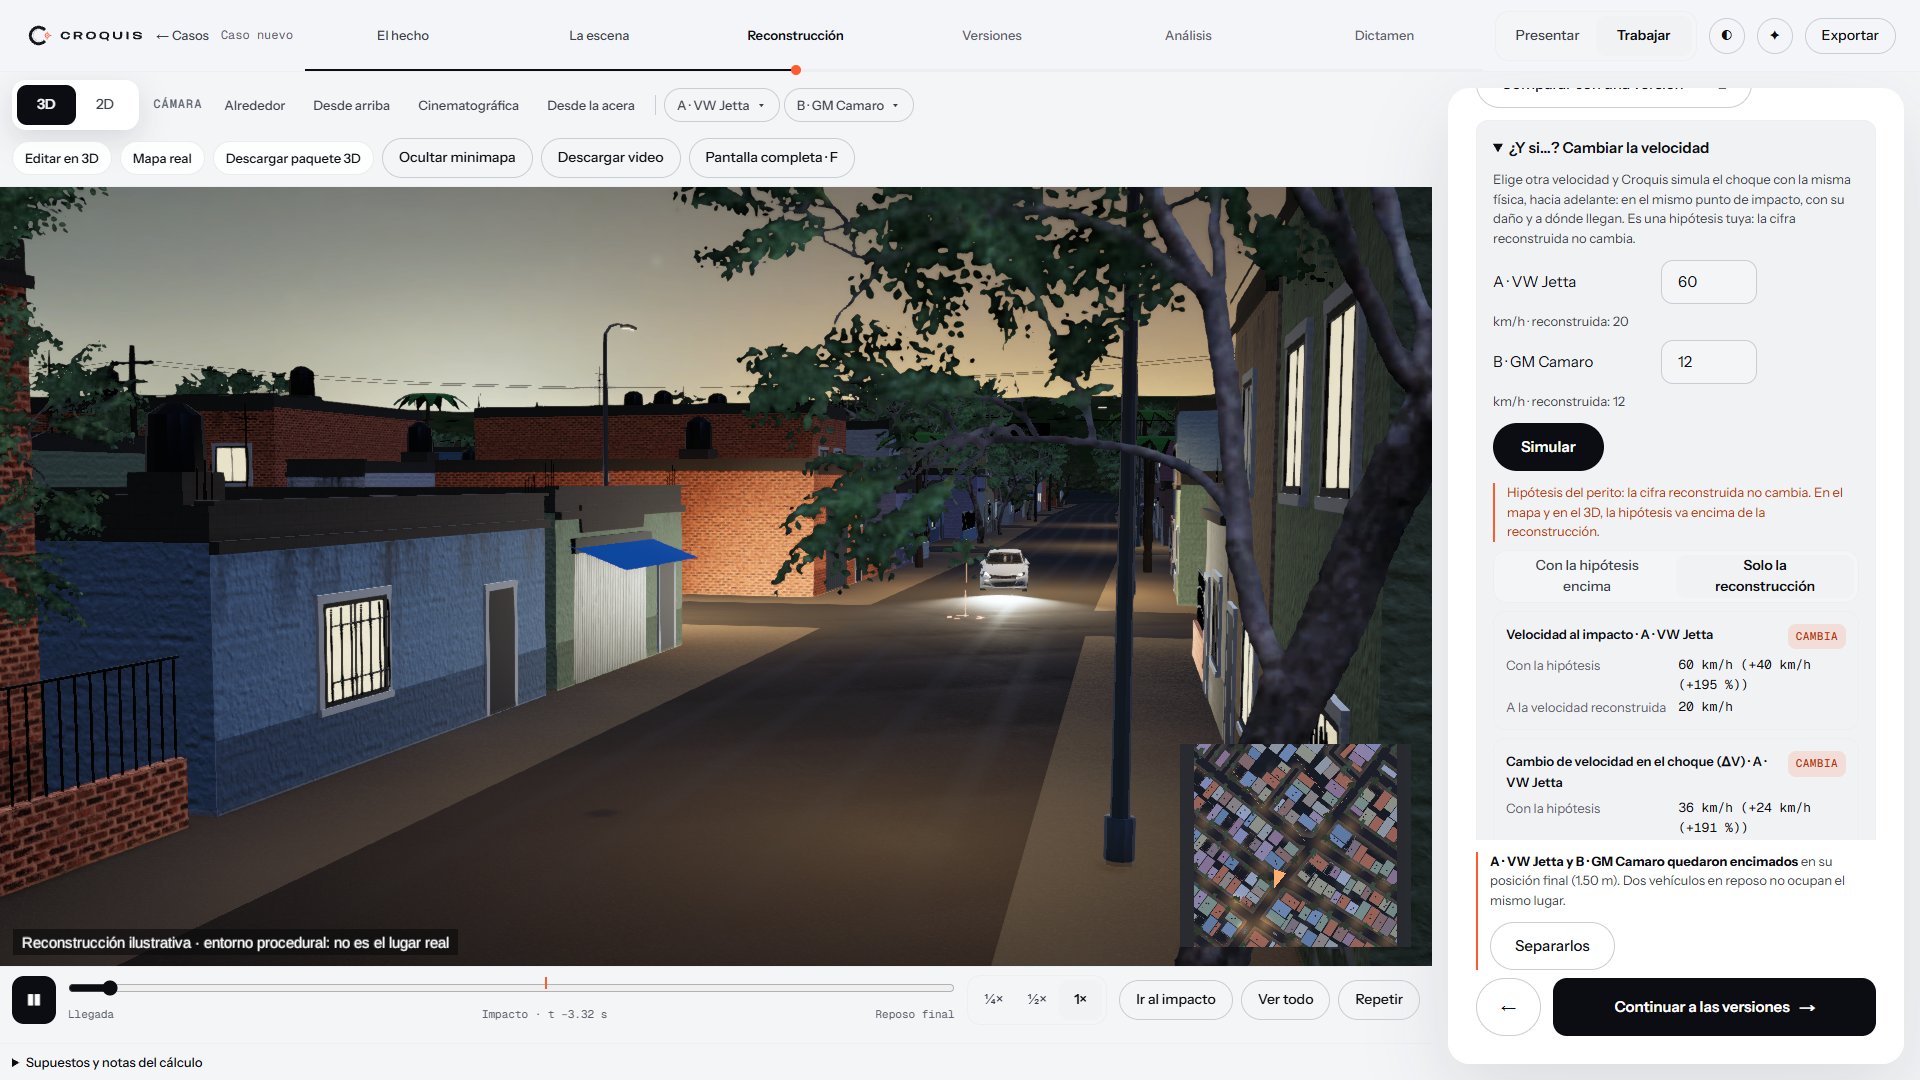 CROQUIS
← Casos
Caso nuevo
El hecho
La escena
Reconstrucción
Versiones
Análisis
Dictamen
Presentar
Trabajar
Exportar
3D
2D
CÁMARA
Alrededor
Desde arriba
Cinematográfica
Desde la acera
A·VW Jetta
B·GM Camaro
Editar en 3D
Mapa real
Descargar paquete 3D
Ocultar minimapa
Descargar video
Pantalla completa·F
Reconstrucción ilustrativa · entorno procedural: no es el lugar real
Llegada
Impacto · t −3.32 s
Reposo final
¼×
½×
1×
Ir al impacto
Ver todo
Repetir
▶ Supuestos y notas del cálculo
▼ ¿Y si...? Cambiar la velocidad
Elige otra velocidad y Croquis simula el choque con la misma
física, hacia adelante: en el mismo punto de impacto, con su
daño y a dónde llegan. Es una hipótesis tuya: la cifra
reconstruida no cambia.
A·VW Jetta
60
km/h·reconstruida: 20
B·GM Camaro
12
km/h·reconstruida: 12
Simular
Hipótesis del perito: la cifra reconstruida no cambia. En el
mapa y en el 3D, la hipótesis va encima de la
reconstrucción.
Con la hipótesis
encima
Solo la
reconstrucción
Velocidad al impacto·A·VW Jetta
CAMBIA
Con la hipótesis
60 km/h (+40 km/h
(+195 %))
A la velocidad reconstruida
20 km/h
Cambio de velocidad en el choque (ΔV)·A·
VW Jetta
CAMBIA
Con la hipótesis
36 km/h (+24 km/h
(+191 %))
A·VW Jetta y B·GM Camaro quedaron encimados en su
posición final (1.50 m). Dos vehículos en reposo no ocupan el
mismo lugar.
Separarlos
←
Continuar a las versiones →